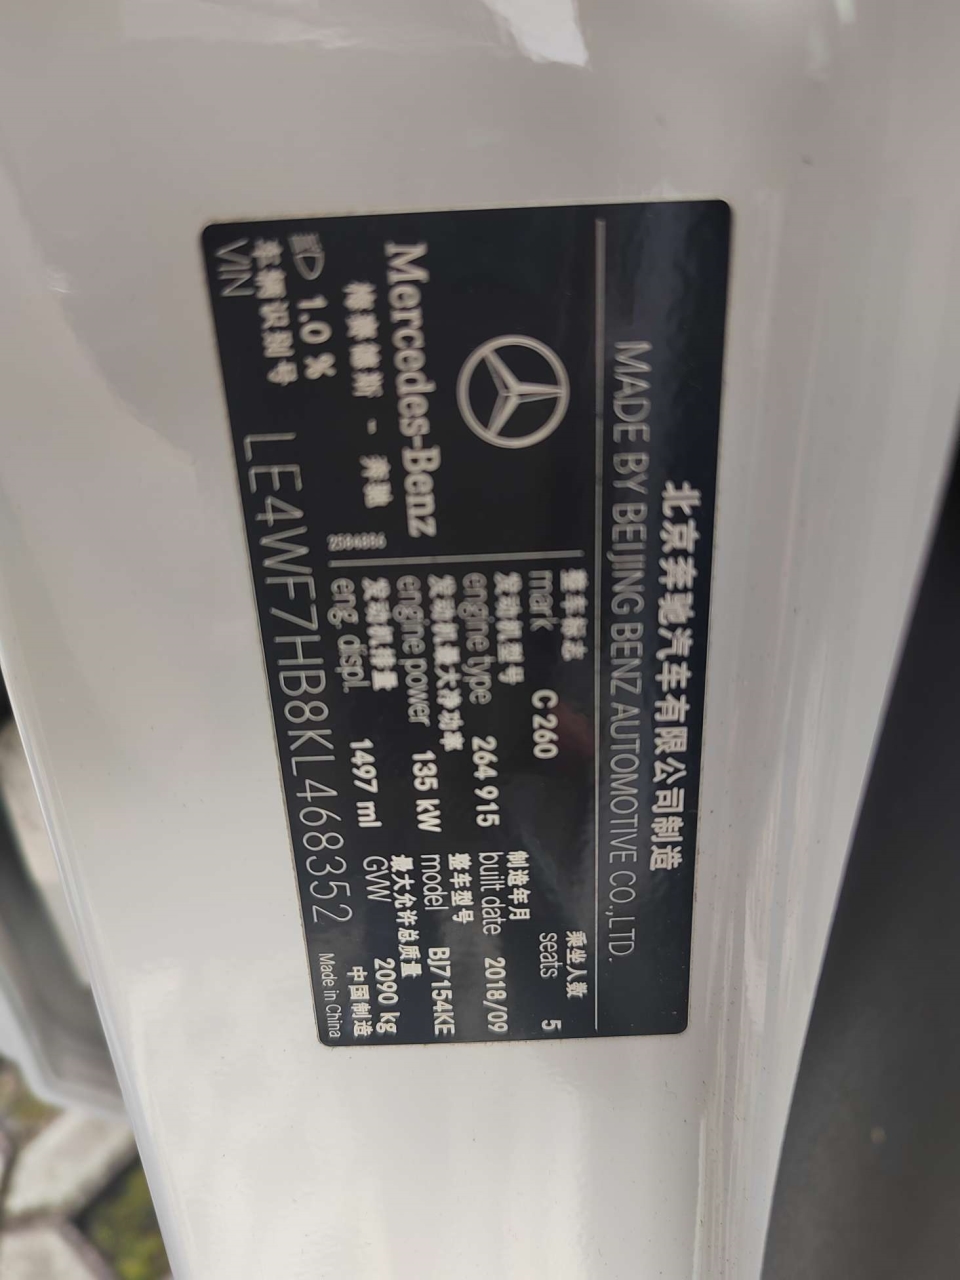 北京奔驰汽车有限公司制造
MADE BY BEIJING BENZ AUTOMOTIVE CO.,LTD.
Mercedes-Benz
梅赛德斯 - 奔驰
整车标志
mark C 260
乘坐人数
seats 5
发动机型号
engine type 264 915
制造年月
built date 2018/09
发动机最大净功率
engine power 135 kW
整车型号
model BJ7154KE
发动机排量
eng. displ. 1497 ml
最大允许总质量
GVW 2090 kg
1.0 %
2584886
中国制造
Made in China
车辆识别号
VIN LE4WF7HB8KL468352